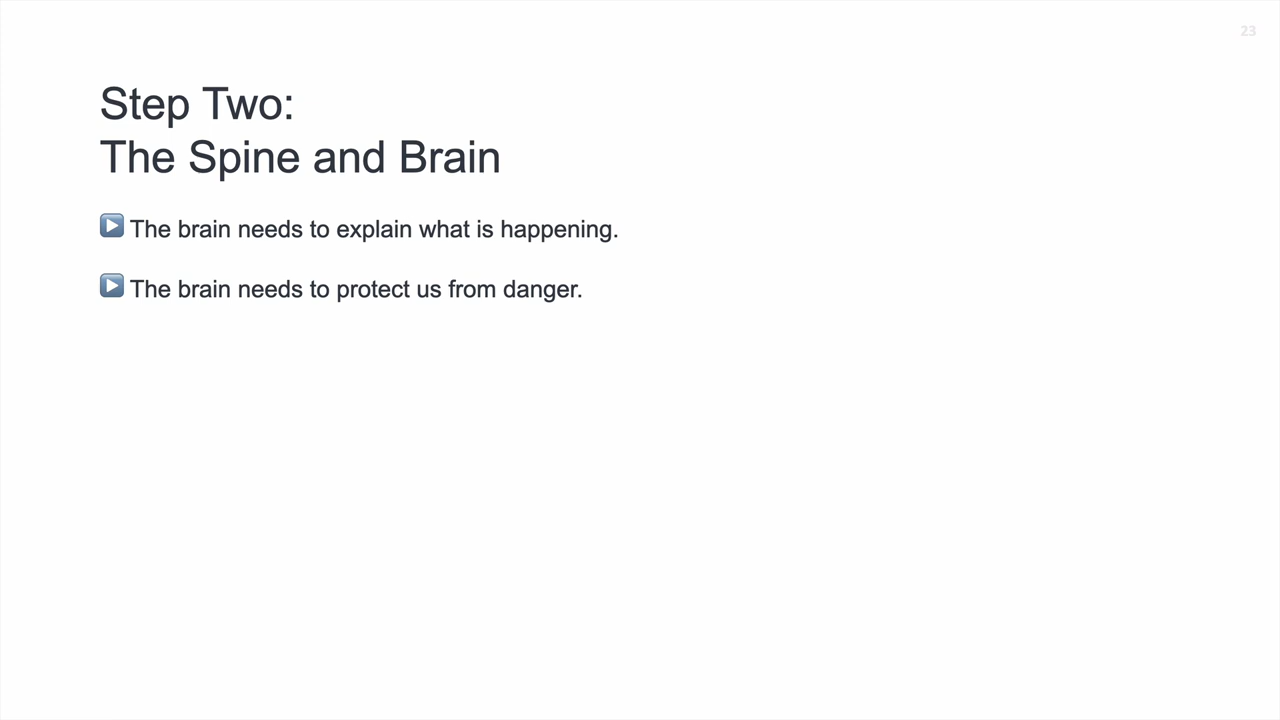 23
Step Two:
The Spine and Brain
The brain needs to explain what is happening.
The brain needs to protect us from danger.